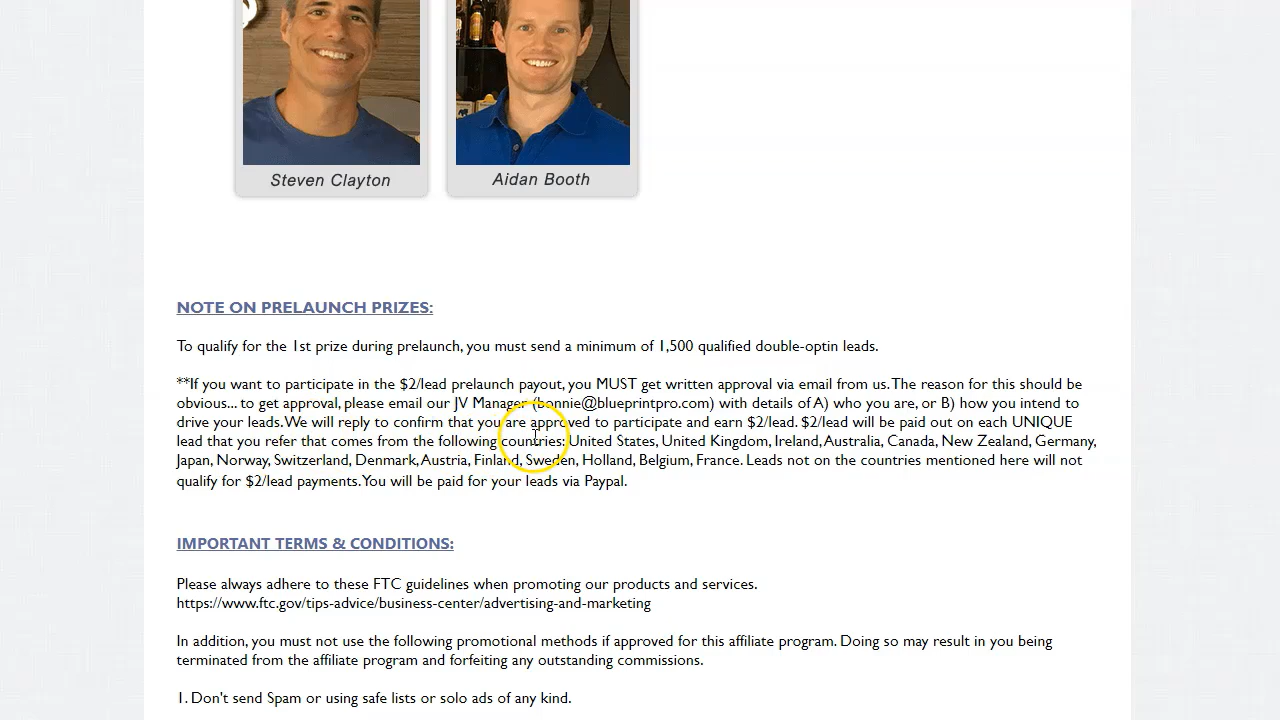 Steven Clayton
Aidan Booth
NOTE ON PRELAUNCH PRIZES:
To qualify for the 1st prize during prelaunch, you must send a minimum of 1,500 qualified double-optin leads.
**If you want to participate in the $2/lead prelaunch payout, you MUST get written approval via email from us. The reason for this should be
obvious... to get approval, please email our JV Manager (bonnie@blueprintpro.com) with details of A) who you are, or B) how you intend to
drive your leads. We will reply to confirm that you are approved to participate and earn $2/lead. $2/lead will be paid out on each UNIQUE
lead that you refer that comes from the following countries: United States, United Kingdom, Ireland, Australia, Canada, New Zealand, Germany,
Japan, Norway, Switzerland, Denmark, Austria, Finland, Sweden, Holland, Belgium, France. Leads not on the countries mentioned here will not
qualify for $2/lead payments. You will be paid for your leads via Paypal.
IMPORTANT TERMS & CONDITIONS:
Please always adhere to these FTC guidelines when promoting our products and services.
https://www.ftc.gov/tips-advice/business-center/advertising-and-marketing
In addition, you must not use the following promotional methods if approved for this affiliate program. Doing so may result in you being
terminated from the affiliate program and forfeiting any outstanding commissions.
1. Don't send Spam or using safe lists or solo ads of any kind.